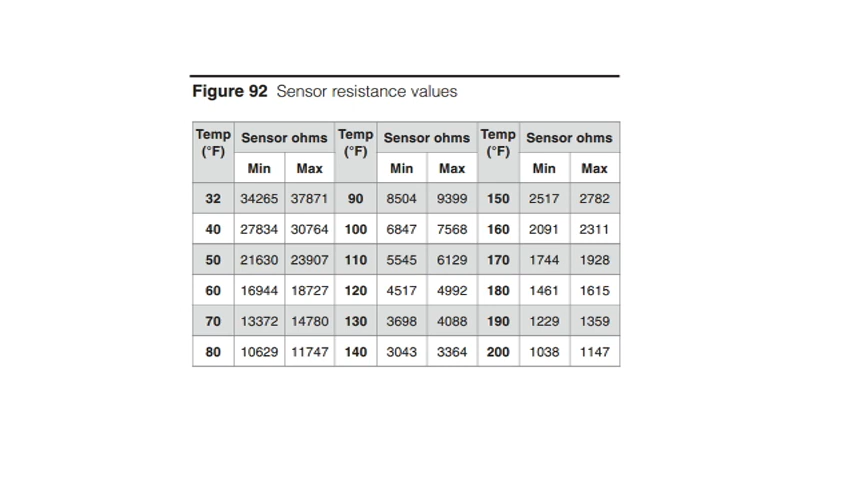 Figure 92 Sensor resistance values
Temp (°F) Sensor ohms Temp (°F) Sensor ohms Temp (°F) Sensor ohms
Min Max Min Max Min Max
32 34265 37871 90 8504 9399 150 2517 2782
40 27834 30764 100 6847 7568 160 2091 2311
50 21630 23907 110 5545 6129 170 1744 1928
60 16944 18727 120 4517 4992 180 1461 1615
70 13372 14780 130 3698 4088 190 1229 1359
80 10629 11747 140 3043 3364 200 1038 1147